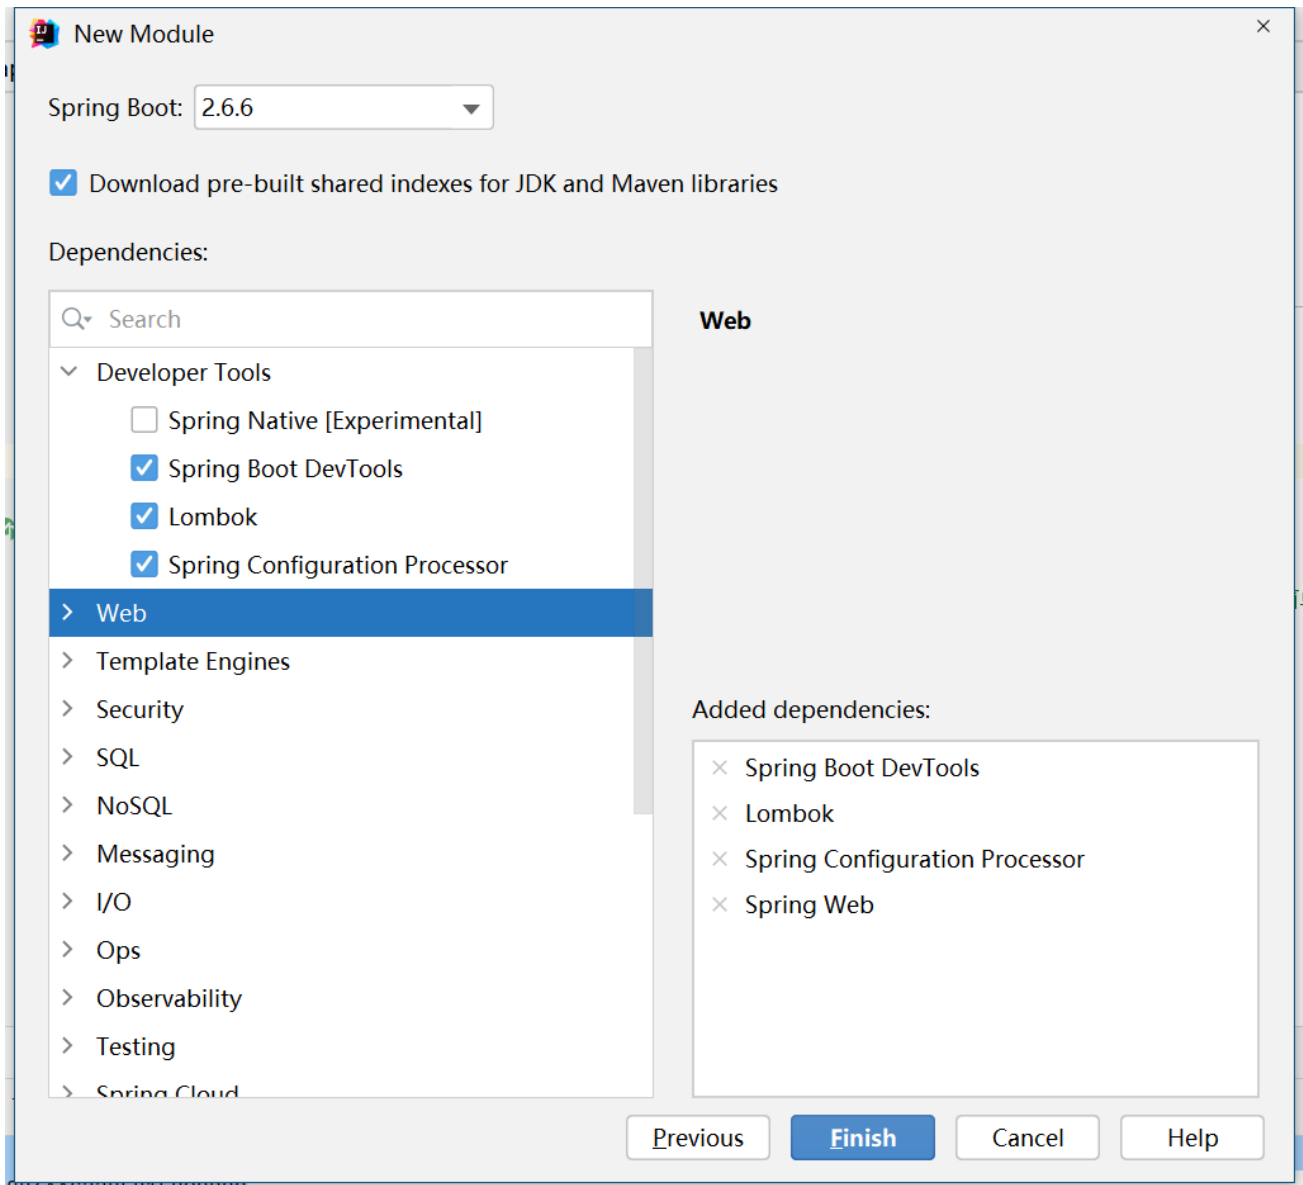 New Module
Spring Boot: 2.6.6
Download pre-built shared indexes for JDK and Maven libraries
Dependencies:
Search
Developer Tools
Spring Native [Experimental]
Spring Boot DevTools
Lombok
Spring Configuration Processor
Web
Template Engines
Security
SQL
NoSQL
Messaging
I/O
Ops
Observability
Testing
Spring Cloud
Web
Added dependencies:
Spring Boot DevTools
Lombok
Spring Configuration Processor
Spring Web
Previous Finish Cancel Help